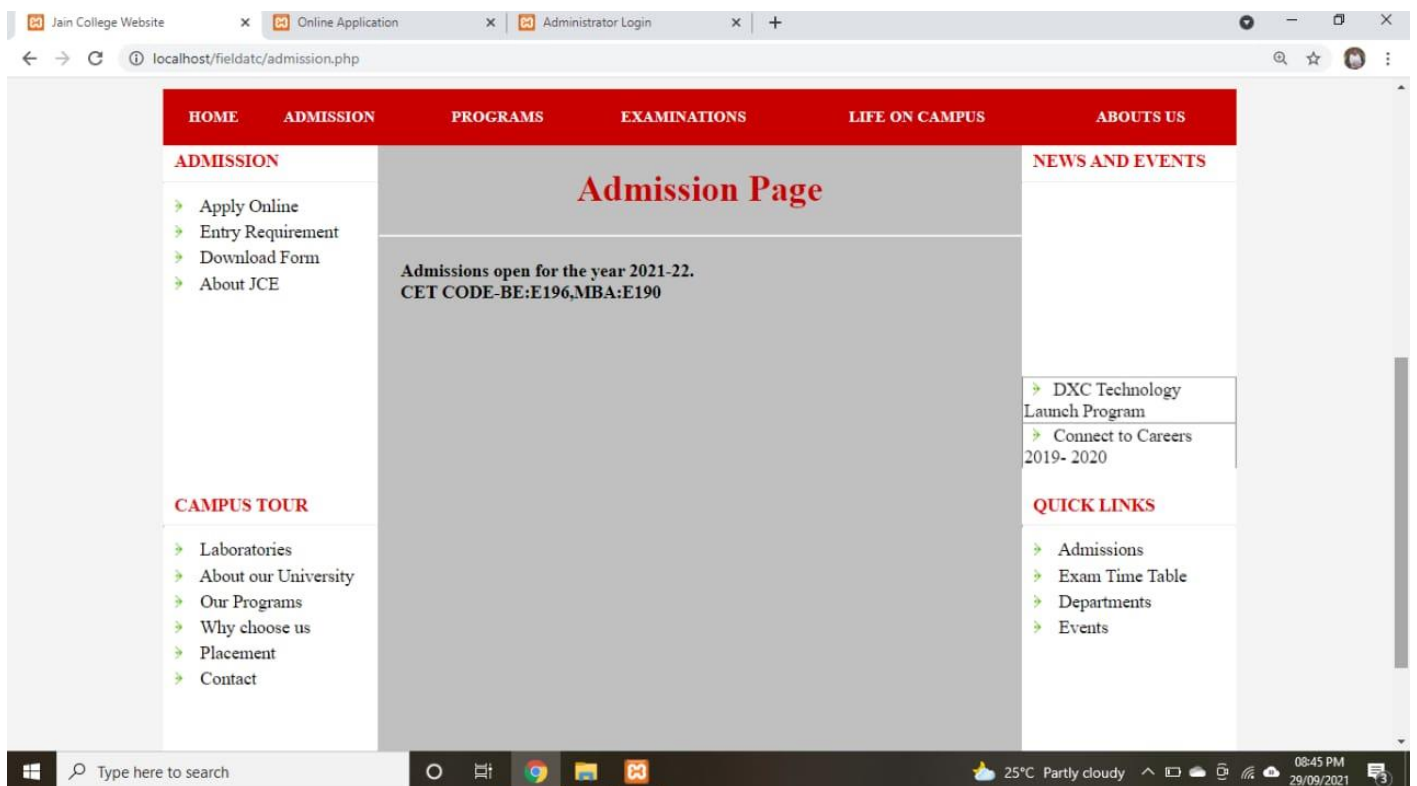 Jain College Website
Online Application
Administrator Login
localhost/fieldatc/admission.php
HOME ADMISSION PROGRAMS EXAMINATIONS LIFE ON CAMPUS ABOUTS US
ADMISSION
Apply Online
Entry Requirement
Download Form
About JCE
Admission Page
Admissions open for the year 2021-22.
CET CODE-BE:E196,MBA:E190
NEWS AND EVENTS
DXC Technology
Launch Program
Connect to Careers
2019- 2020
CAMPUS TOUR
Laboratories
About our University
Our Programs
Why choose us
Placement
Contact
QUICK LINKS
Admissions
Exam Time Table
Departments
Events
Type here to search
25°C Partly cloudy
08:45 PM
29/09/2021
3